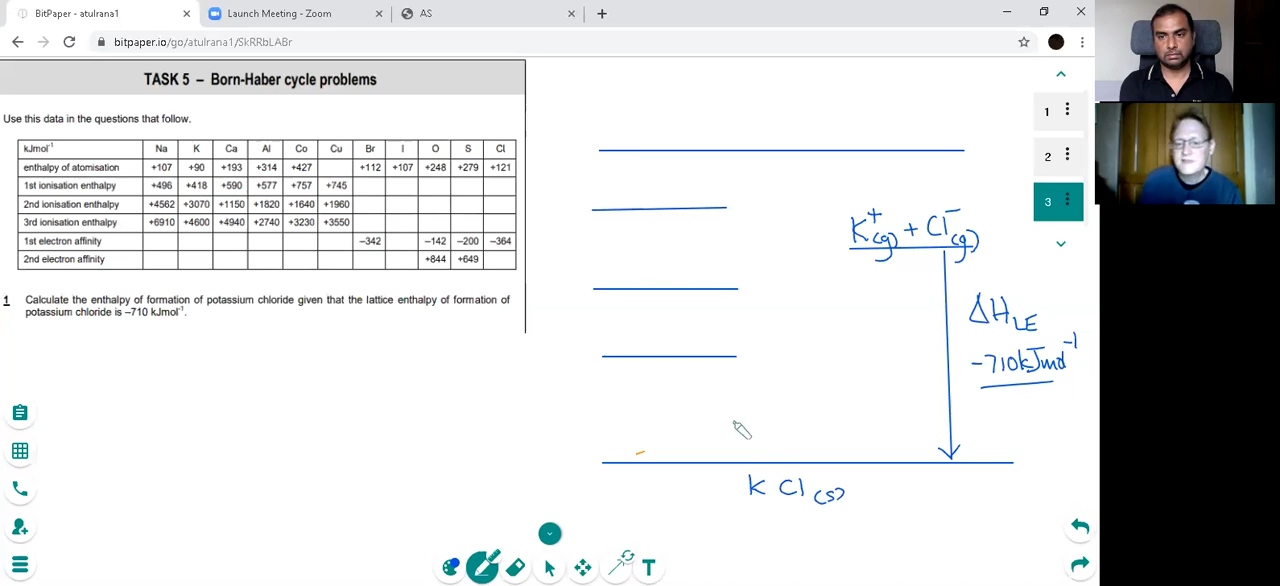 BitPaper - atulrana1
Launch Meeting - Zoom
AS
bitpaper.io/go/atulrana1/SkRRbLABr
TASK 5 – Born-Haber cycle problems
Use this data in the questions that follow.
kJmol⁻¹ Na K Ca Al Co Cu Br I O S Cl
enthalpy of atomisation +107 +90 +193 +314 +427 +112 +107 +248 +279 +121
1st ionisation enthalpy +496 +418 +590 +577 +757 +745
2nd ionisation enthalpy +4562 +3070 +1150 +1820 +1640 +1960
3rd ionisation enthalpy +6910 +4600 +4940 +2740 +3230 +3550
1st electron affinity –342 –142 –200 –364
2nd electron affinity +844 +649
1 Calculate the enthalpy of formation of potassium chloride given that the lattice enthalpy of formation of
potassium chloride is –710 kJmol⁻¹.
K⁺(g) + Cl⁻(g)
ΔH LE
-710kJmol⁻¹
K Cl (s)
1
2
3
T